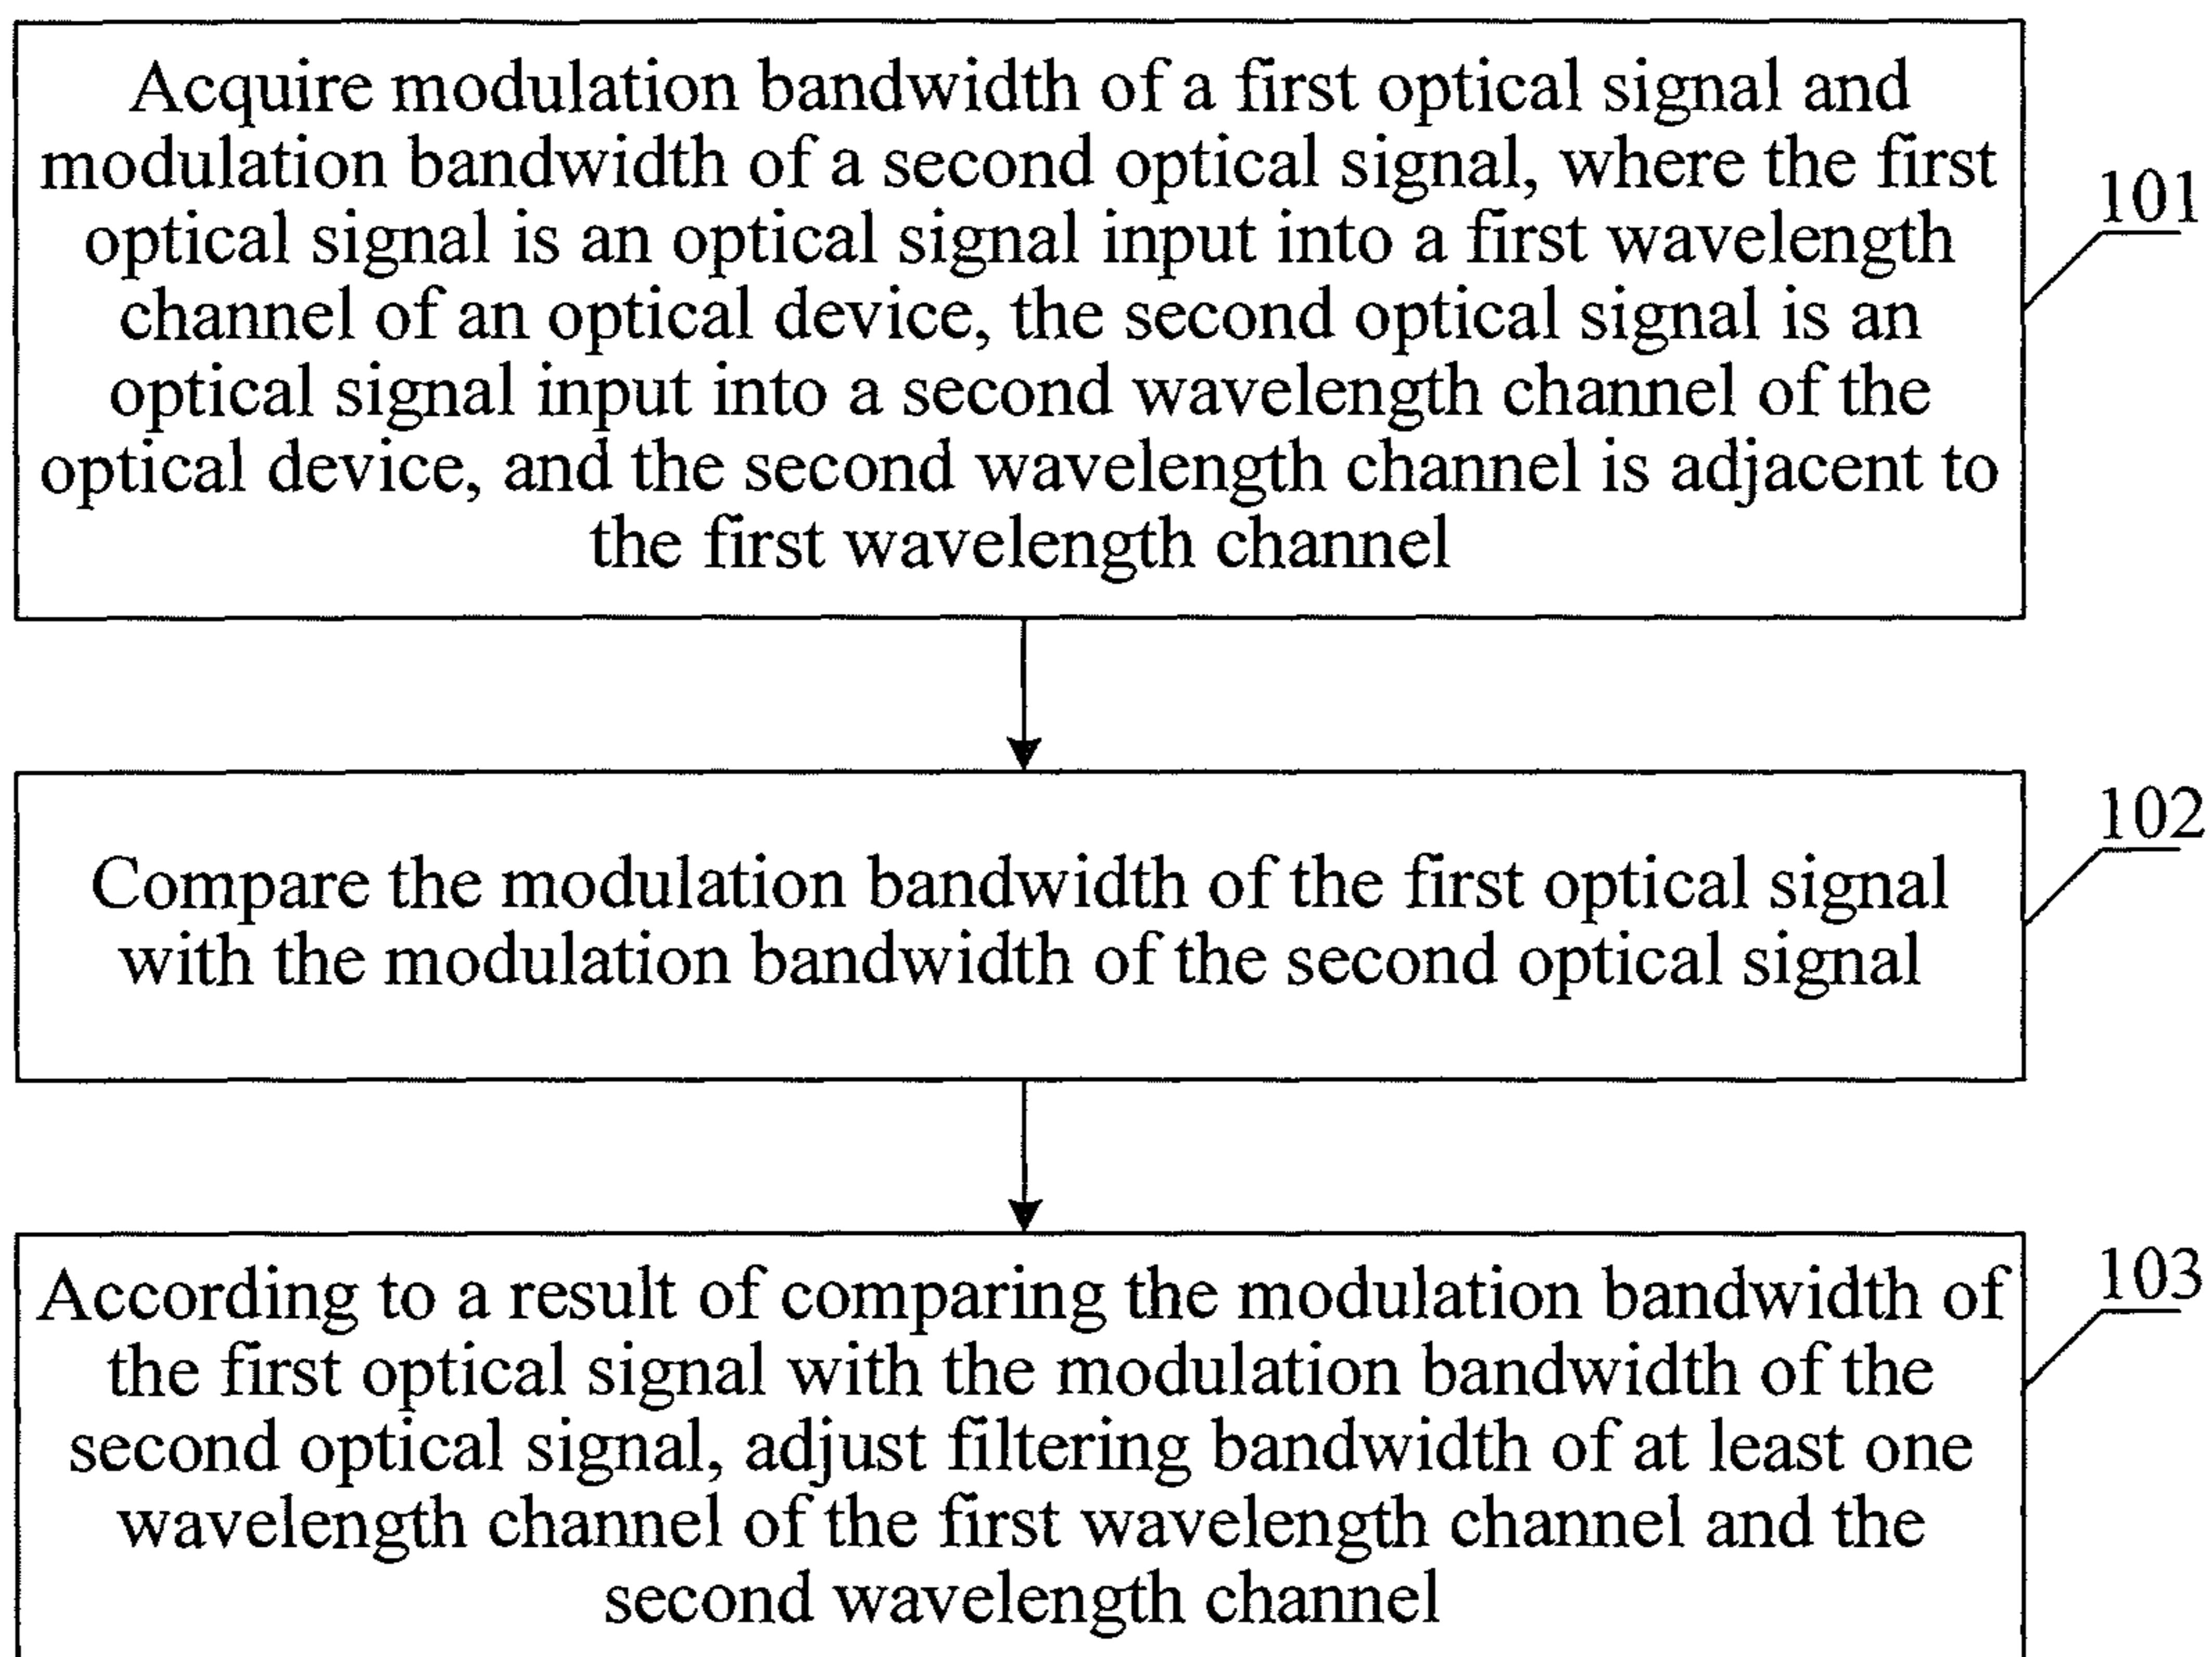 Acquire modulation bandwidth of a first optical signal and
modulation bandwidth of a second optical signal, where the first
optical signal is an optical signal input into a first wavelength
channel of an optical device, the second optical signal is an
optical signal input into a second wavelength channel of the
optical device, and the second wavelength channel is adjacent to
the first wavelength channel
101
Compare the modulation bandwidth of the first optical signal
with the modulation bandwidth of the second optical signal
102
According to a result of comparing the modulation bandwidth of
the first optical signal with the modulation bandwidth of the
second optical signal, adjust filtering bandwidth of at least one
wavelength channel of the first wavelength channel and the
second wavelength channel
103